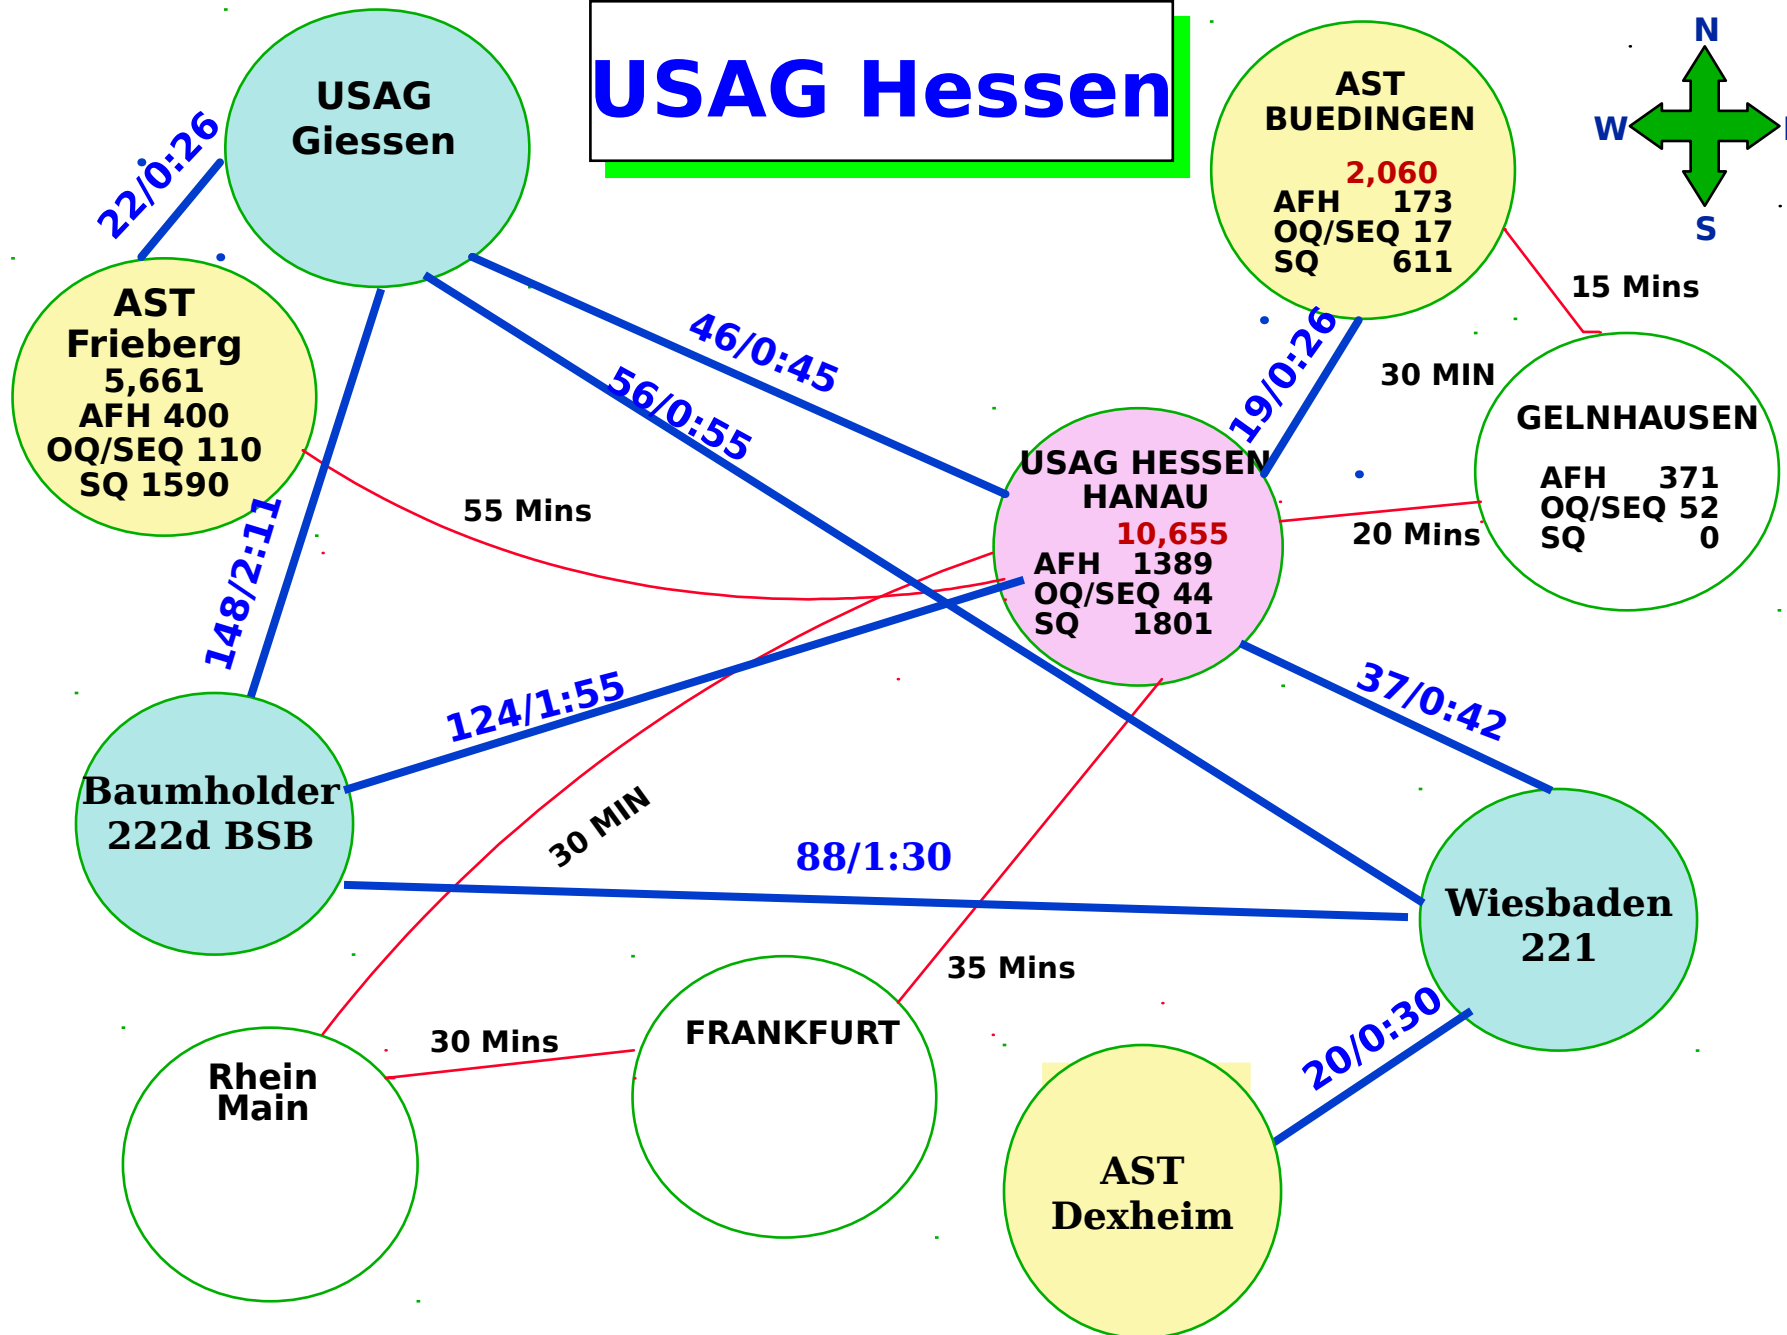 USAG Hessen
USAG
Giessen
AST
BUEDINGEN
2,060
AFH 173
OQ/SEQ 17
SQ 611
N
W
S
22/0:26
15 Mins
AST
Frieberg
5,661
AFH 400
OQ/SEQ 110
SQ 1590
46/0:45
56/0:55
19/0:26
30 MIN
GELNHAUSEN
AFH 371
OQ/SEQ 52
SQ 0
USAG HESSEN
HANAU
10,655
AFH 1389
OQ/SEQ 44
SQ 1801
55 Mins
20 Mins
148/2:11
124/1:55
37/0:42
Baumholder
222d BSB
30 MIN
88/1:30
Wiesbaden
221
35 Mins
30 Mins
FRANKFURT
Rhein
Main
20/0:30
AST
Dexheim